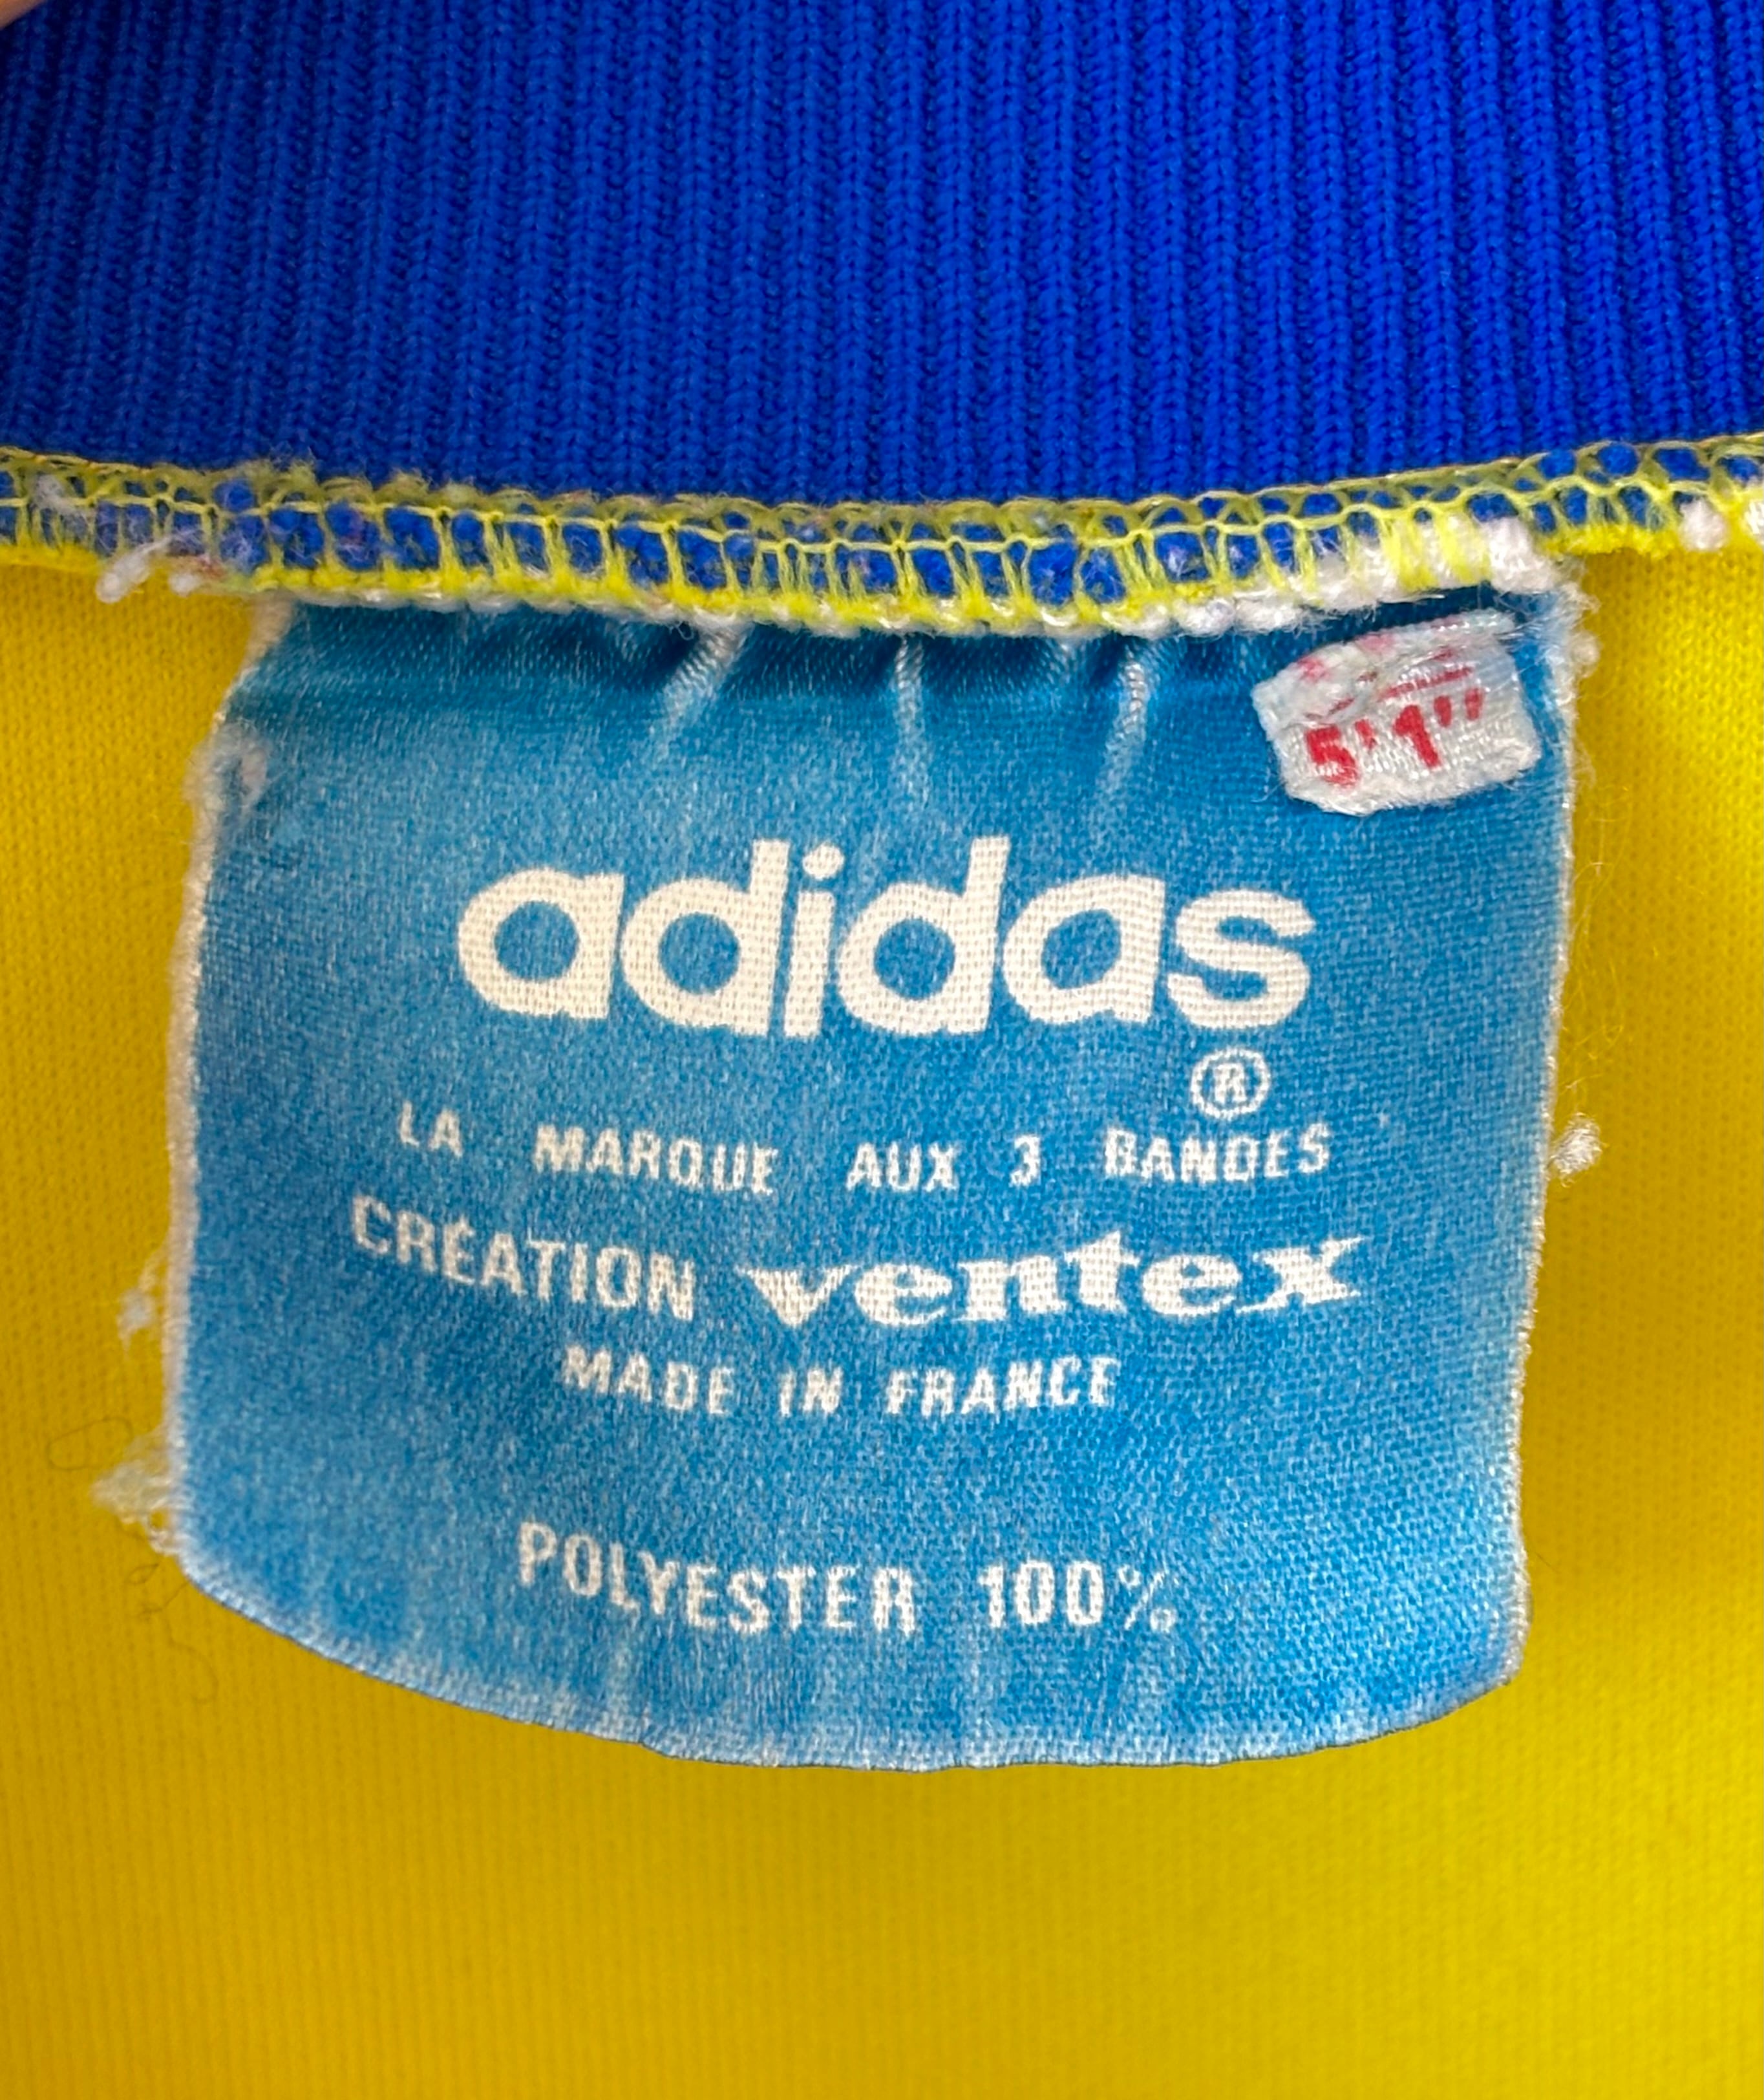 5'1"
adidas
®
LA MARQUE AUX 3 BANDES
CRÉATION ventex
MADE IN FRANCE
POLYESTER 100%